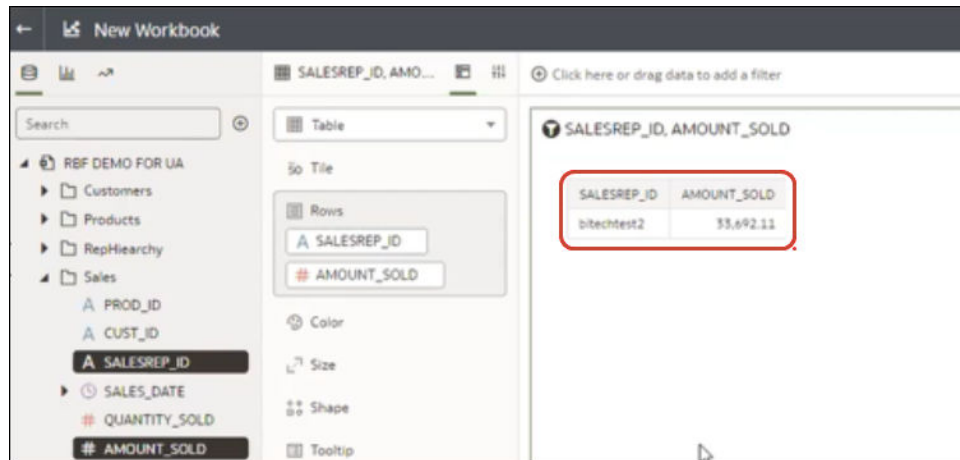 New Workbook
SALESREP_ID, AMO...
Click here or drag data to add a filter
Search
RBF DEMO FOR UA
Customers
Products
RepHiearchy
Sales
A PROD_ID
A CUST_ID
A SALESREP_ID
SALES_DATE
# QUANTITY_SOLD
# AMOUNT_SOLD
Table
Tile
Rows
A SALESREP_ID
# AMOUNT_SOLD
Color
Size
Shape
Tooltip
SALESREP_ID, AMOUNT_SOLD
SALESREP_ID AMOUNT_SOLD
bitechtest2 33,692.11